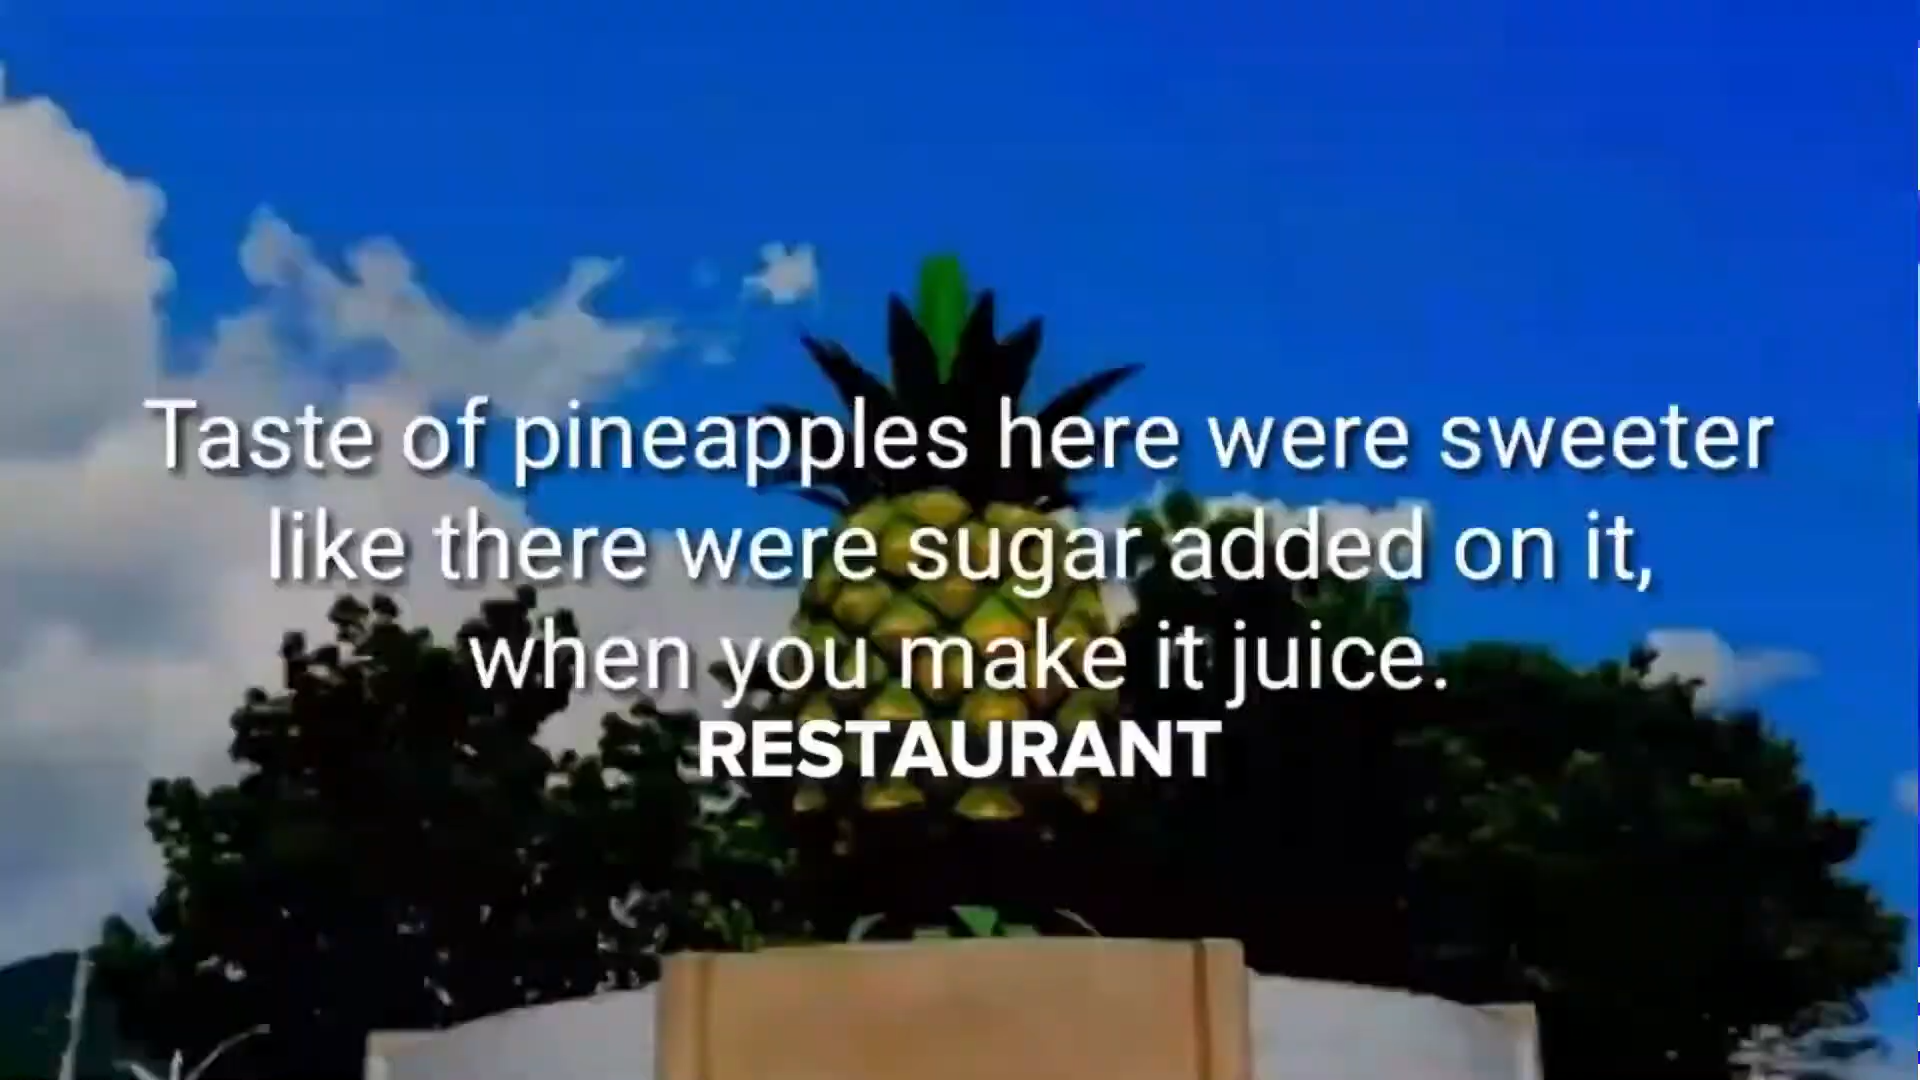 Taste of pineapples here were sweeter
like there were sugar added on it,
when you make it juice.
RESTAURANT